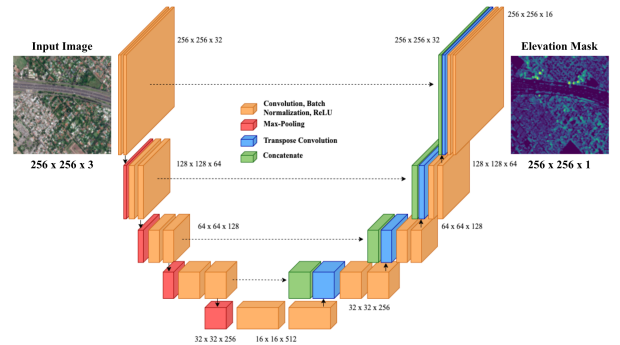 256 x 256 x 16
Input Image
256 x 256 x 32
256 x 256 x 32
Elevation Mask
Convolution, Batch
Normalization, ReLU
Max-Pooling
Transpose Convolution
Concatenate
256 x 256 x 3
128 x 128 x 64
128 x 128 x 64
256 x 256 x 1
64 x 64 x 128
64 x 64 x 128
32 x 32 x 256
32 x 32 x 256
16 x 16 x 512